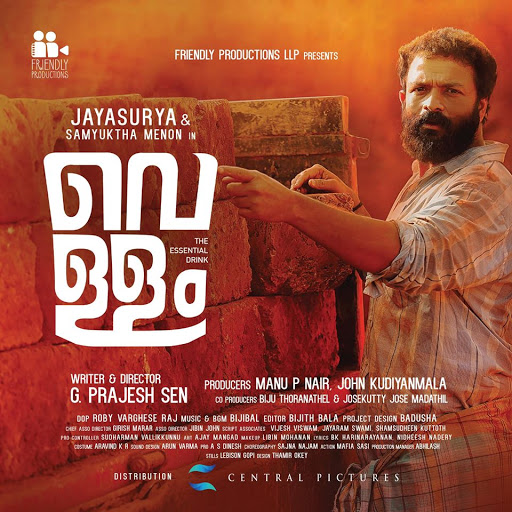 FRIENDLY
PRODUCTIONS
FRIENDLY PRODUCTIONS LLP PRESENTS
JAYASURYA &
SAMYUKTHA MENON IN
വെ
ള്ളം
THE
ESSENTIAL
DRINK
WRITER & DIRECTOR
G. PRAJESH SEN
PRODUCERS MANU P NAIR, JOHN KUDIYANMALA
CO PRODUCERS BIJU THORANATHEL & JOSEKUTTY JOSE MADATHIL
DOP ROBY VARGHESE RAJ MUSIC & BGM BIJIBAL EDITOR BIJITH BALA PROJECT DESIGN BADUSHA
CHIEF ASSO DIRECTOR GIRISH MARAR ASSO DIRECTOR JIBIN JOHN SCRIPT ASSOCIATES VIJESH VISWAM, JAYARAM SWAMI, SHAMSUDHEEN KUTTOTH
PRO-CONTROLLER SUDHARMAN VALLIKKUNNU ART AJAY MANGAD MAKEUP LIBIN MOHANAN LYRICS BK HARINARAYANAN, NIDHEESH NADERY
COSTUME ARAVIND K R SOUND DESIGN ARUN VARMA PRO A S DINESH CHOREOGRAPHY SAJNA NAJAM ACTION MAFIA SASI PRODUCTION MANAGER ABHILASH
STILLS LEBISON GOPI DESIGN THAMIR OKEY
DISTRIBUTION CENTRAL PICTURES